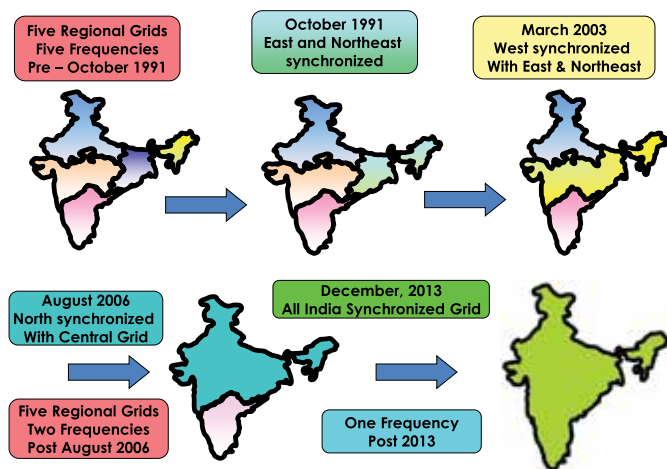 Five Regional Grids
Five Frequencies
Pre – October 1991
October 1991
East and Northeast
synchronized
March 2003
West synchronized
With East & Northeast
August 2006
North synchronized
With Central Grid
December, 2013
All India Synchronized Grid
Five Regional Grids
Two Frequencies
Post August 2006
One Frequency
Post 2013